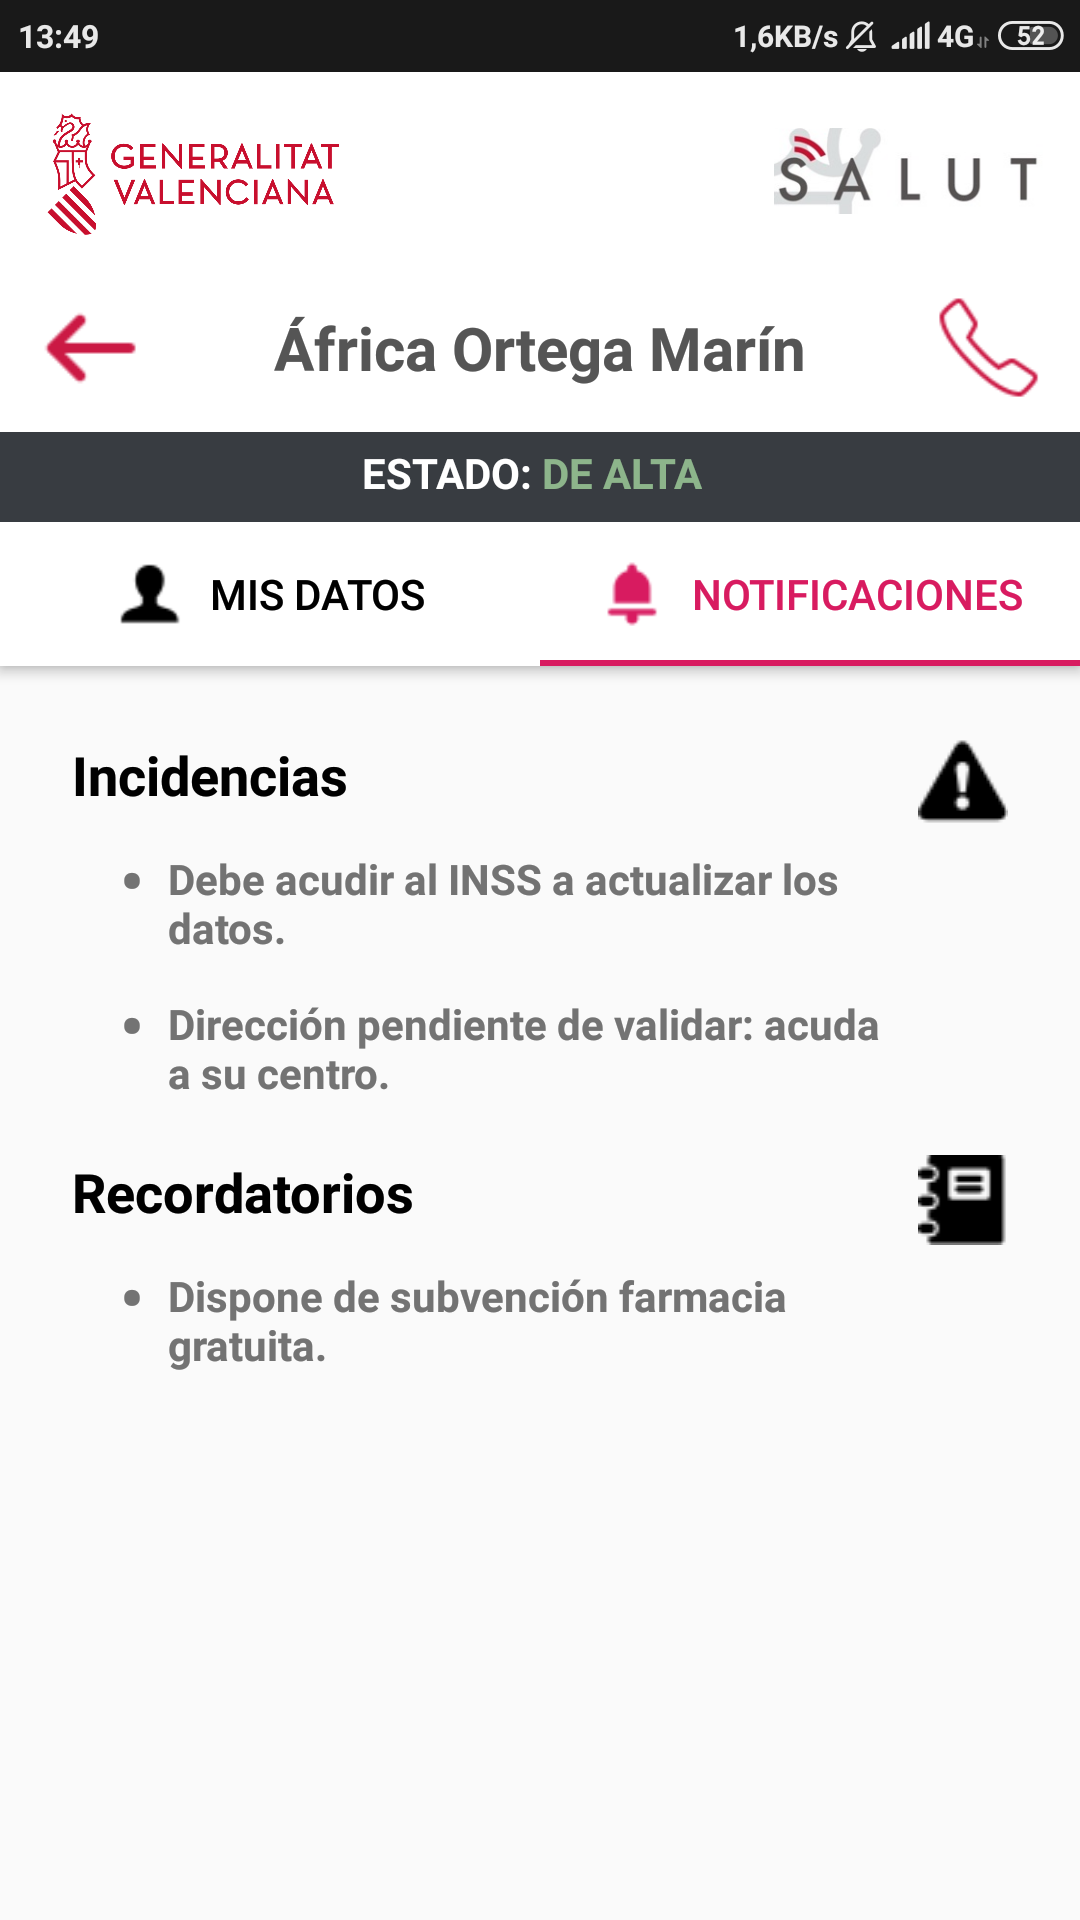 13:49
1,6KB/s 4G 52
GENERALITAT
VALENCIANA
SALUT
África Ortega Marín
ESTADO: DE ALTA
MIS DATOS
NOTIFICACIONES
Incidencias
• Debe acudir al INSS a actualizar los
datos.
• Dirección pendiente de validar: acuda
a su centro.
Recordatorios
• Dispone de subvención farmacia
gratuita.